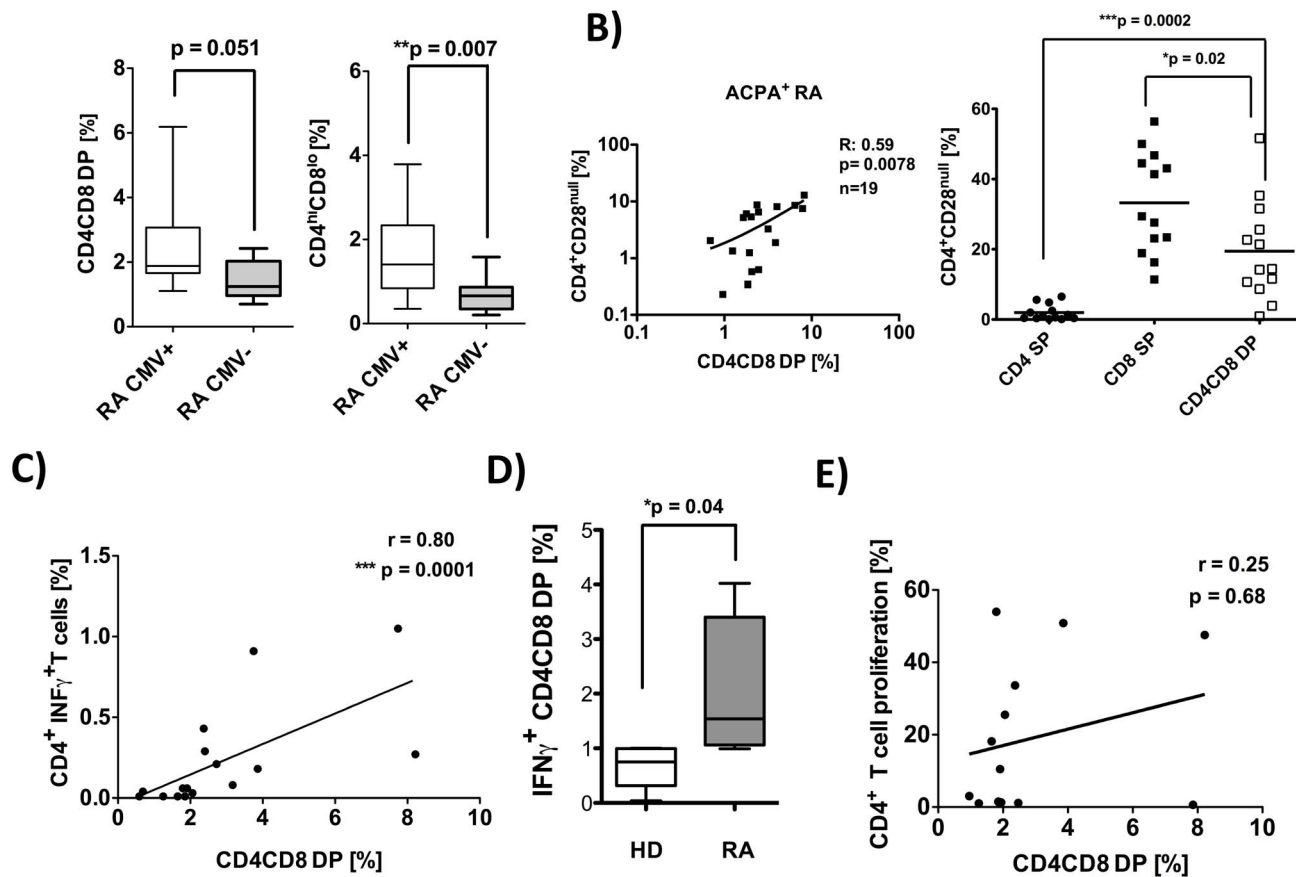 p = 0.051
CD4CD8 DP [%]
8
6
4
2
0
RA CMV+
RA CMV-
**p = 0.007
CD4hiCD8lo[%]
6
4
2
0
RA CMV+
RA CMV-
B)
ACPA+ RA
R: 0.59
p= 0.0078
n=19
CD4+CD28null[%]
100
10
1
0.1
0.1
1
10
100
CD4CD8 DP [%]
***p = 0.0002
*p = 0.02
CD4+CD28null[%]
60
40
20
0
CD4 SP
CD8 SP
CD4CD8 DP
C)
r = 0.80
*** p = 0.0001
CD4+ INFγ+T cells [%]
1.5
1.0
0.5
0.0
0
2
4
6
8
10
CD4CD8 DP [%]
D)
*p = 0.04
IFNγ+ CD4CD8 DP [%]
5
4
3
2
1
0
HD
RA
E)
r = 0.25
p = 0.68
CD4+ T cell proliferation [%]
60
40
20
0
0
2
4
6
8
10
CD4CD8 DP [%]